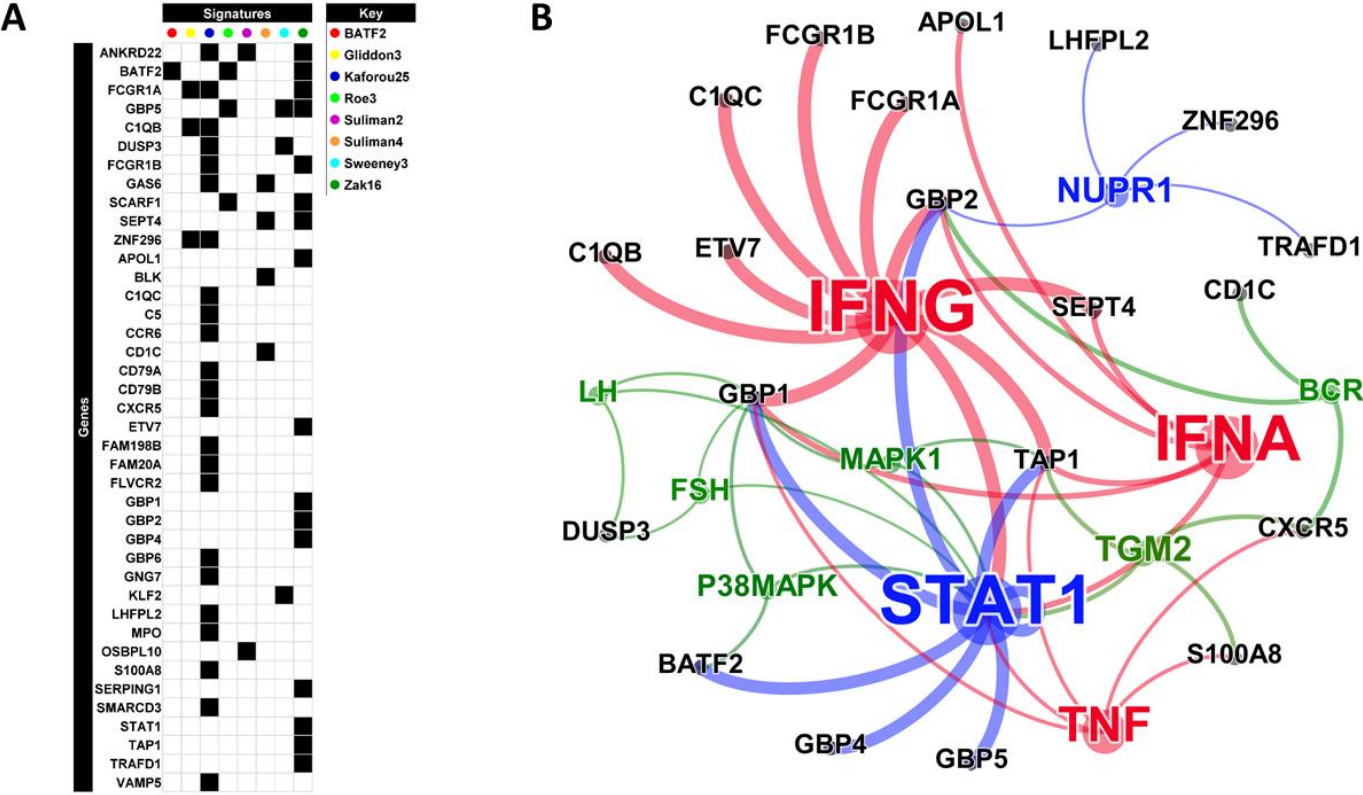 A
Signatures
Key
BATF2
Gliddon3
Kaforou25
Roe3
Suliman2
Suliman4
Sweeney3
Zak16
Genes
ANKRD22
BATF2
FCGR1A
GBP5
C1QB
DUSP3
FCGR1B
GAS6
SCARF1
SEPT4
ZNF296
APOL1
BLK
C1QC
C5
CCR6
CD1C
CD79A
CD79B
CXCR5
ETV7
FAM198B
FAM20A
FLVCR2
GBP1
GBP2
GBP4
GBP6
GNG7
KLF2
LHFPL2
MPO
OSBPL10
S100A8
SERPING1
SMARCD3
STAT1
TAP1
TRAFD1
VAMP5
B
APOL1
FCGR1B
LHFPL2
C1QC
FCGR1A
ZNF296
NUPR1
GBP2
C1QB
ETV7
TRAFD1
CD1C
IFNG
SEPT4
LH
GBP1
BCR
IFNA
MAPK1
TAP1
FSH
DUSP3
CXCR5
TGM2
P38MAPK
STAT1
BATF2
S100A8
TNF
GBP4
GBP5